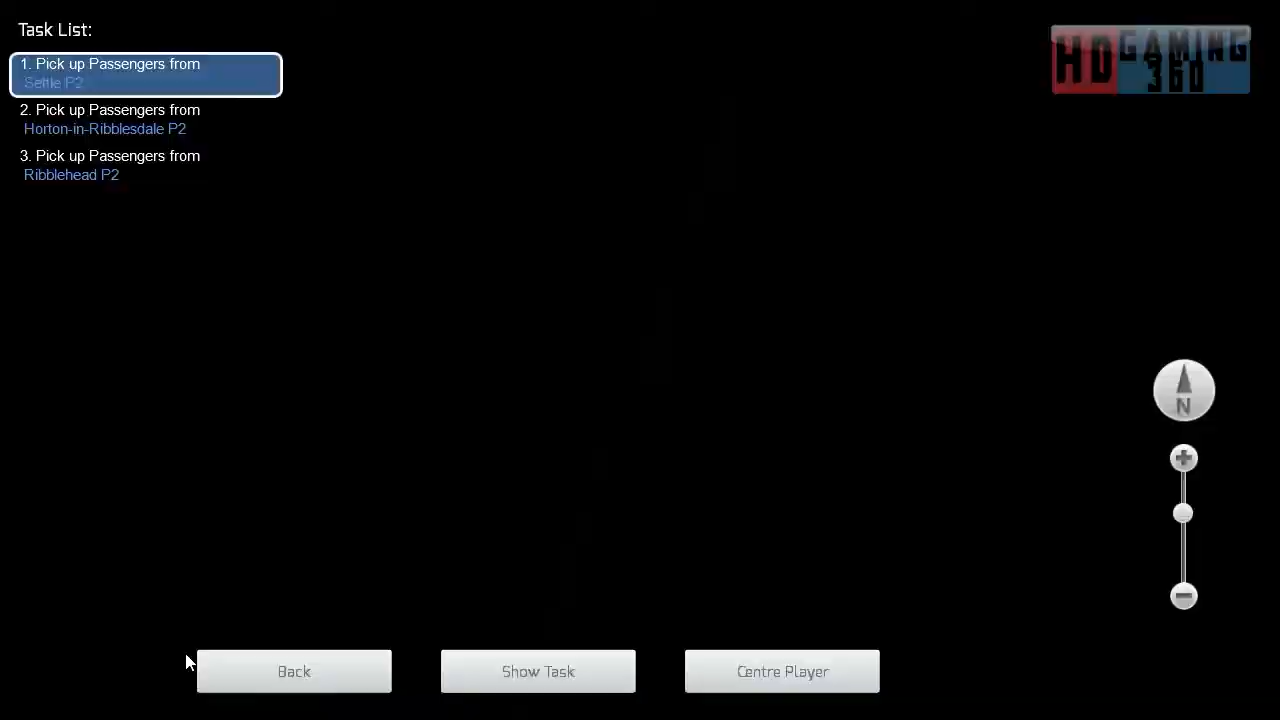 Task List:
1. Pick up Passengers from
Settle P2
2. Pick up Passengers from
Horton-in-Ribblesdale P2
3. Pick up Passengers from
Ribblehead P2
HD GAMING
360
N
Back
Show Task
Centre Player